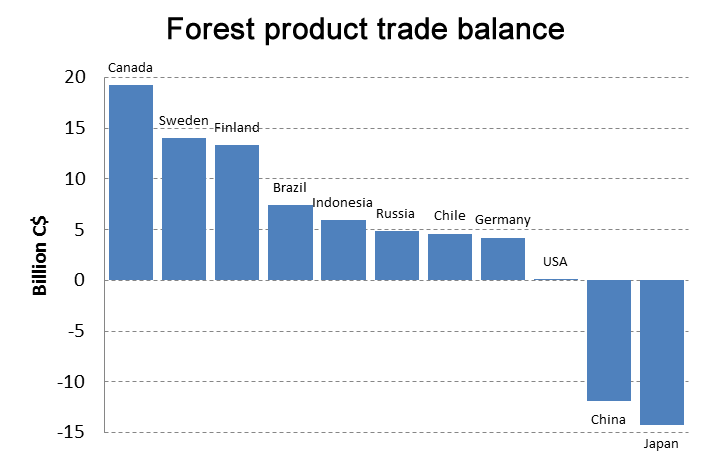 Forest product trade balance
Billion C$
20
15
10
5
0
-5
-10
-15
Canada
Sweden
Finland
Brazil
Indonesia
Russia
Chile
Germany
USA
China
Japan